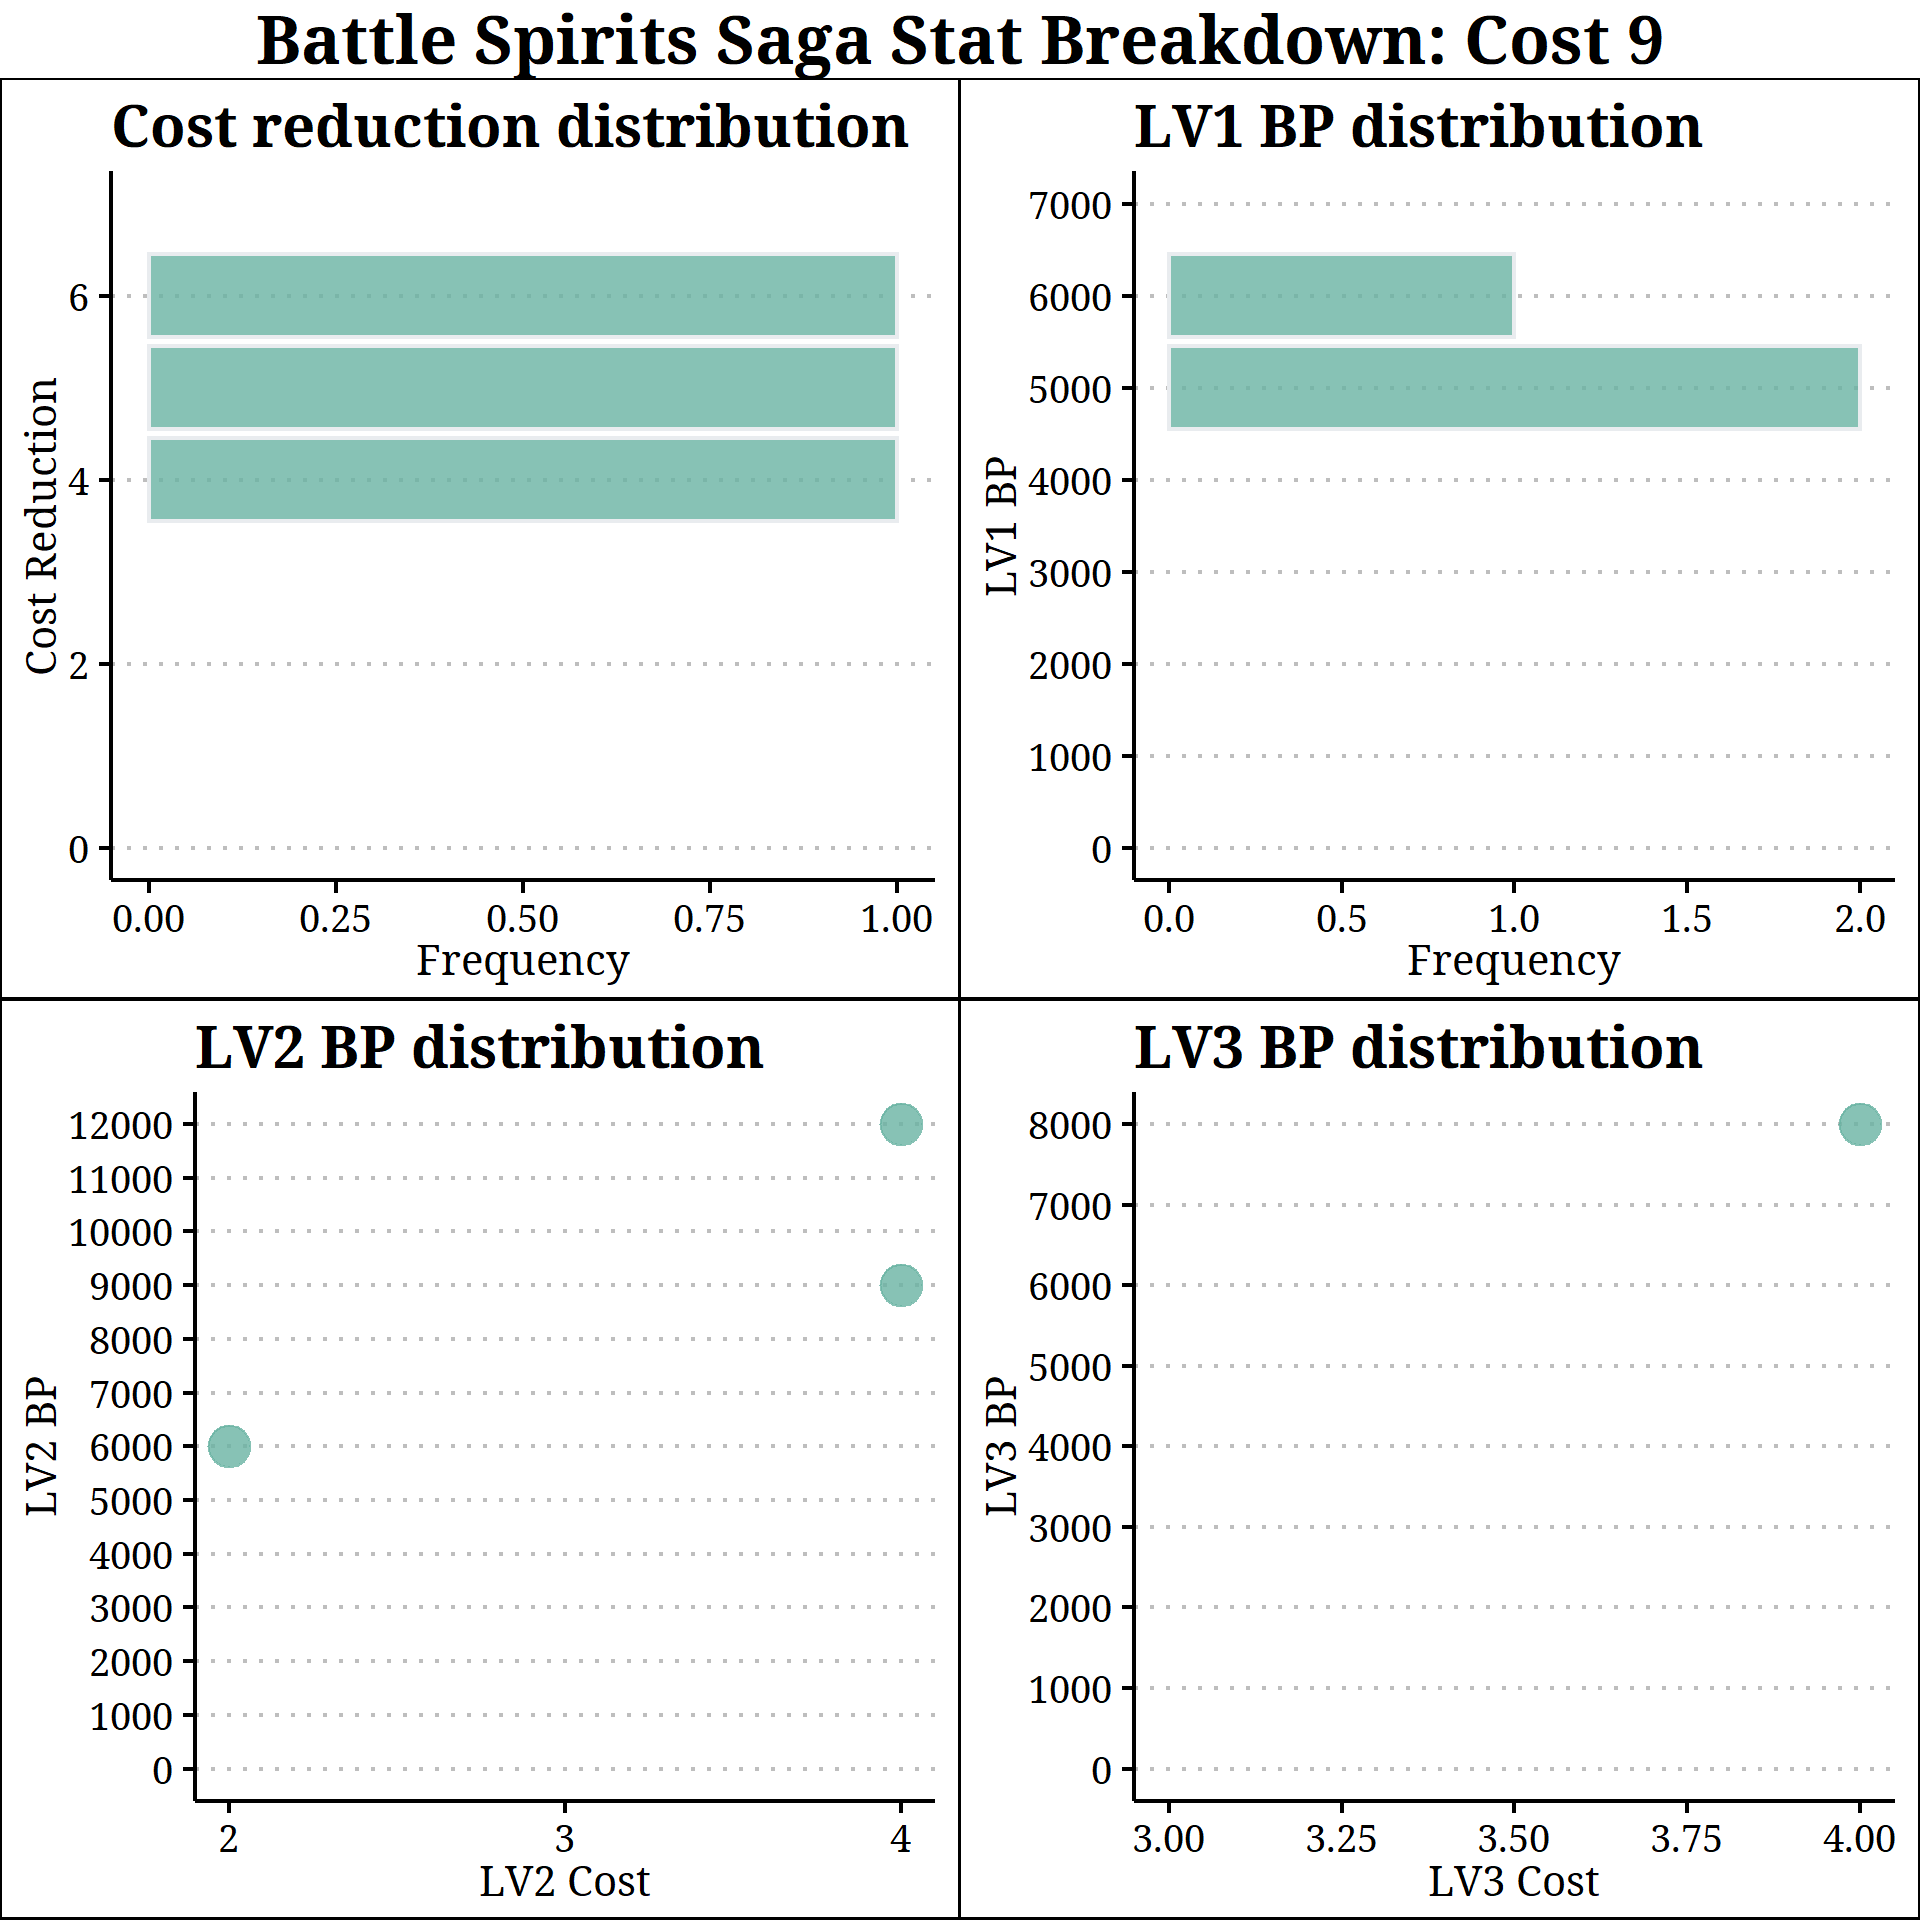 Battle Spirits Saga Stat Breakdown: Cost 9
Cost reduction distribution
Cost Reduction
6
4
2
0
0.00 0.25 0.50 0.75 1.00
Frequency
LV1 BP distribution
LV1 BP
7000
6000
5000
4000
3000
2000
1000
0
0.0 0.5 1.0 1.5 2.0
Frequency
LV2 BP distribution
LV2 BP
12000
11000
10000
9000
8000
7000
6000
5000
4000
3000
2000
1000
0
2 3 4
LV2 Cost
LV3 BP distribution
LV3 BP
8000
7000
6000
5000
4000
3000
2000
1000
0
3.00 3.25 3.50 3.75 4.00
LV3 Cost